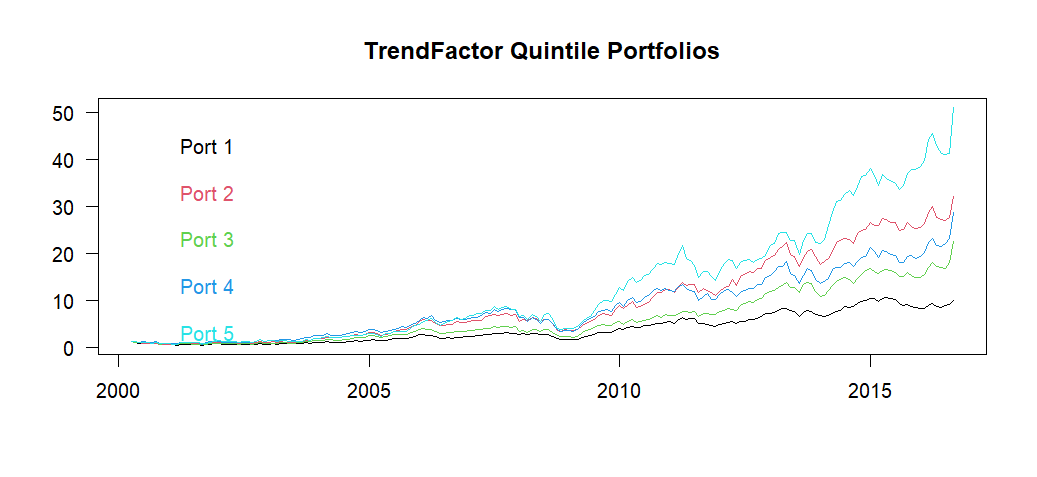 TrendFactor Quintile Portfolios
50
40
30
20
10
0
Port 1
Port 2
Port 3
Port 4
Port 5
2000 2005 2010 2015